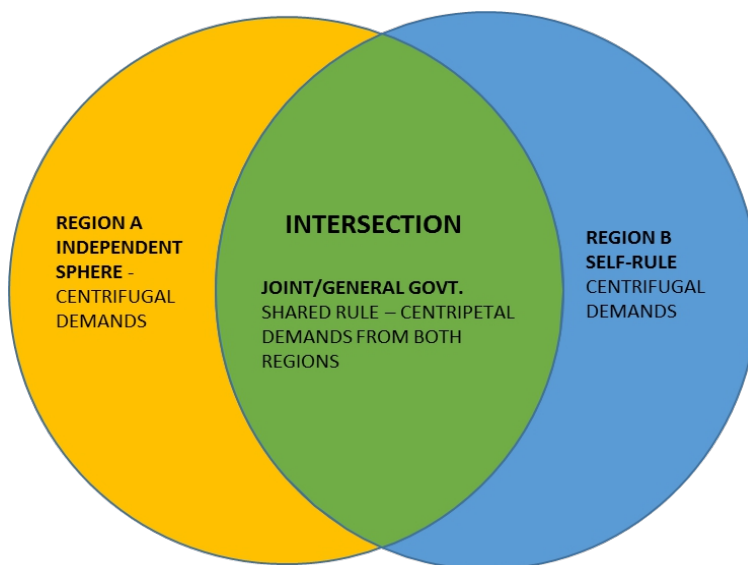 REGION A
INDEPENDENT
SPHERE -
CENTRIFUGAL
DEMANDS
INTERSECTION
JOINT/GENERAL GOVT.
SHARED RULE – CENTRIPETAL
DEMANDS FROM BOTH
REGIONS
REGION B
SELF-RULE
CENTRIFUGAL
DEMANDS